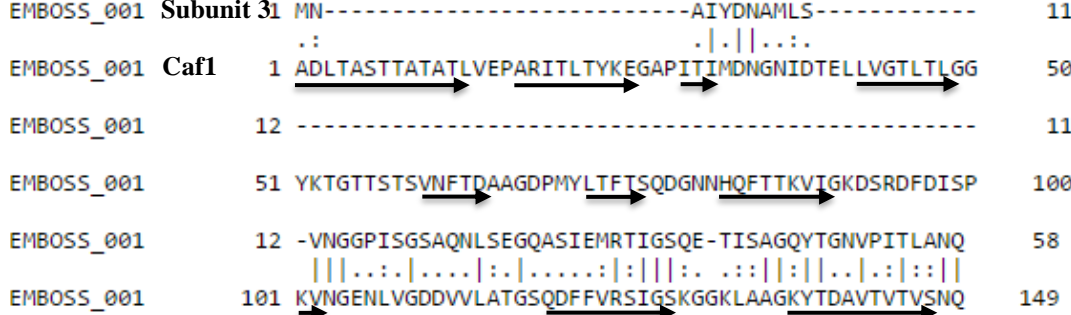 EMBOSS_001 Subunit 3 1 MN---------------------------AIYDNAMLS------------ 11
.: .|.||..:.
EMBOSS_001 Caf1 1 ADLTASTTATATLVEPARITLTYKEGAPITIMDNGNIDTELLVGTLTLGG 50
EMBOSS_001 12 -------------------------------------------------- 11
EMBOSS_001 51 YKTGTTSTSVNFTDAAGDPMYLTFTSQDGNNHQFTTKVIGKDSRDFDISP 100
EMBOSS_001 12 -VNGGPISGSAQNLSEGQASIEMRTIGSQE-TISAGQYTGNVPITLANQ 58
|||..:.|....|:.|.....:|:|||:. .::||:||..|.:|::||
EMBOSS_001 101 KVNGENLVGDDVVLATGSQDFFVRSIGSKGGKLAAGKYTDAVTVTVSNQ 149